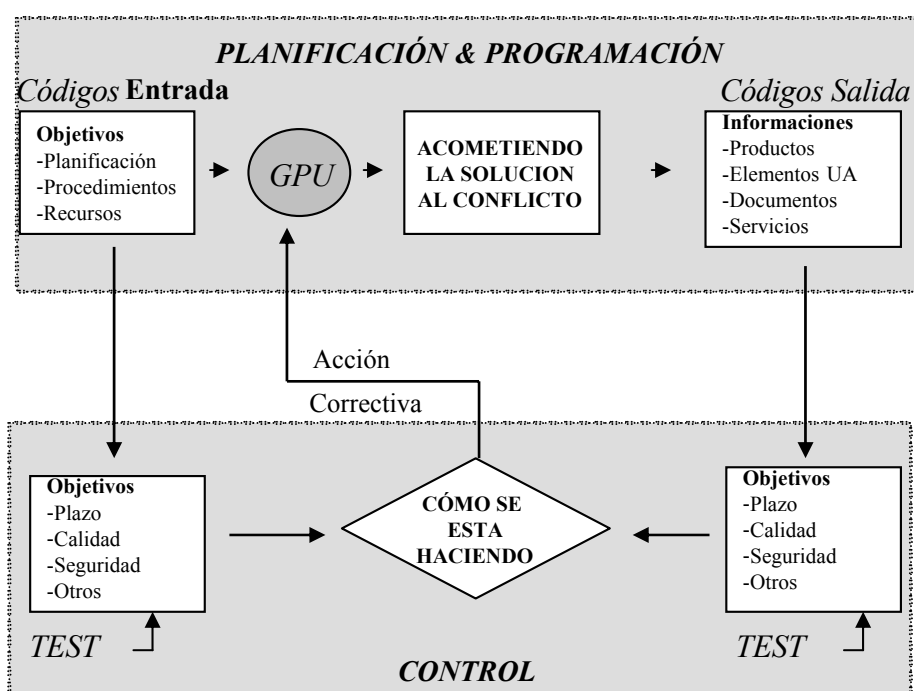 PLANIFICACIÓN & PROGRAMACIÓN
Códigos Entrada
Códigos Salida
Objetivos
-Planificación
-Procedimientos
-Recursos
GPU
ACOMETIENDO
LA SOLUCION
AL CONFLICTO
Informaciones
-Productos
-Elementos UA
-Documentos
-Servicios
Acción
Correctiva
Objetivos
-Plazo
-Calidad
-Seguridad
-Otros
TEST
CÓMO SE
ESTA
HACIENDO
Objetivos
-Plazo
-Calidad
-Seguridad
-Otros
TEST
CONTROL